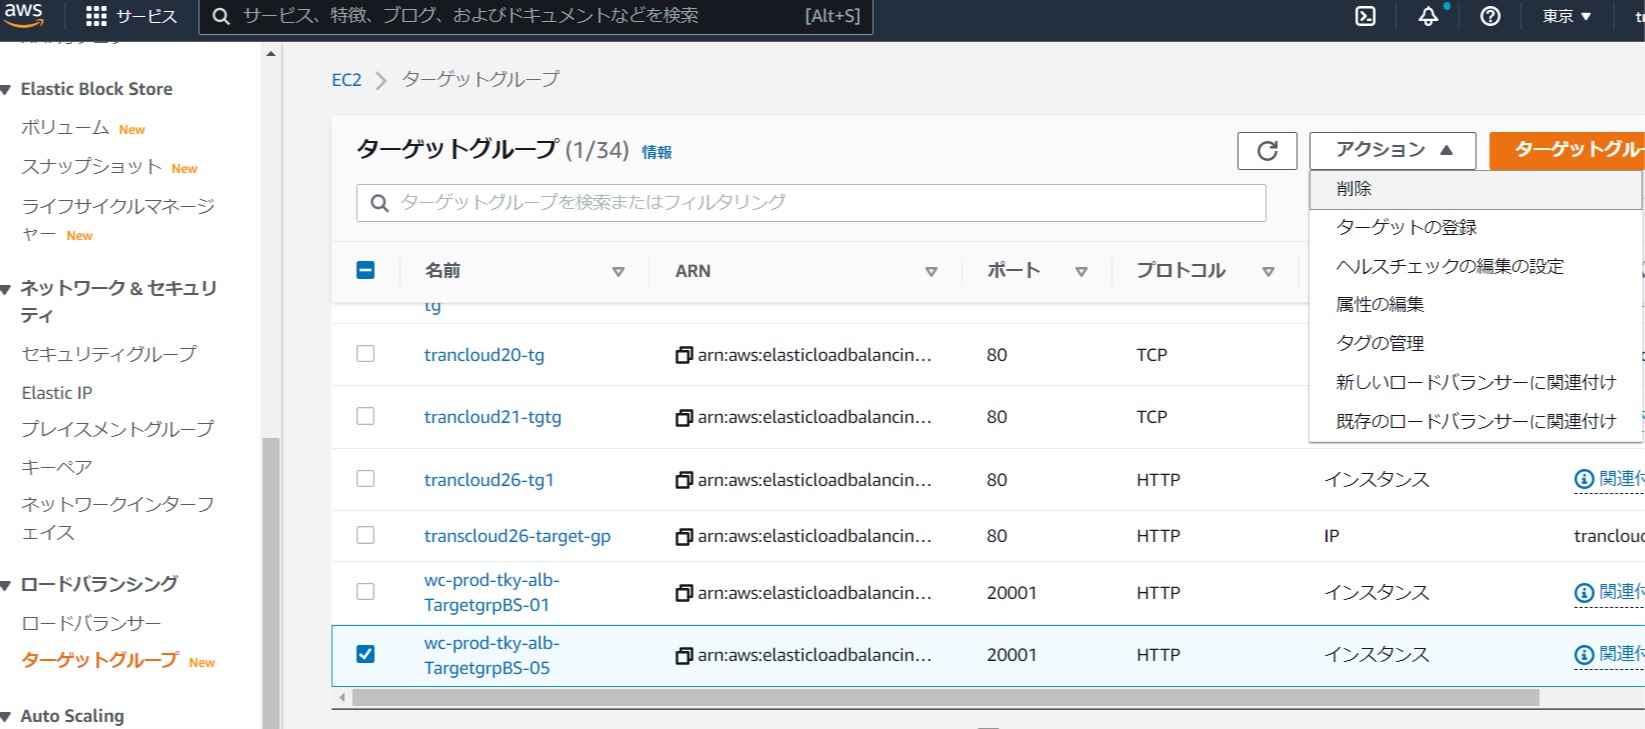 aws
サービス
サービス、特徴、ブログ、およびドキュメントなどを検索
[Alt+S]
東京 ▼
Elastic Block Store
ボリューム New
スナップショット New
ライフサイクルマネージ
ャー New
ネットワーク & セキュリ
ティ
セキュリティグループ
Elastic IP
プレイスメントグループ
キーペア
ネットワークインターフ
ェイス
ロードバランシング
ロードバランサー
ターゲットグループ New
Auto Scaling
EC2 > ターゲットグループ
ターゲットグループ (1/34) 情報
アクション ▲
ターゲットグル
ターゲットグループを検索またはフィルタリング
削除
ターゲットの登録
ヘルスチェックの編集の設定
属性の編集
タグの管理
新しいロードバランサーに関連付け
既存のロードバランサーに関連付け
名前 ARN ポート プロトコル
tg
trancloud20-tg arn:aws:elasticloadbalancin... 80 TCP
trancloud21-tgtg arn:aws:elasticloadbalancin... 80 TCP
trancloud26-tg1 arn:aws:elasticloadbalancin... 80 HTTP インスタンス 関連付
transcloud26-target-gp arn:aws:elasticloadbalancin... 80 HTTP IP trancloud
wc-prod-tky-alb-
TargetgrpBS-01 arn:aws:elasticloadbalancin... 20001 HTTP インスタンス 関連付
wc-prod-tky-alb-
TargetgrpBS-05 arn:aws:elasticloadbalancin... 20001 HTTP インスタンス 関連付